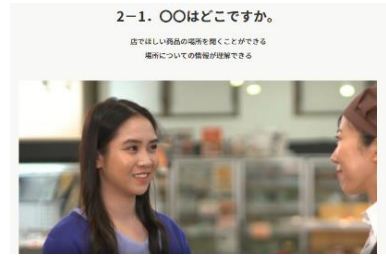 2－1．〇〇はどこですか。
店でほしい商品の場所を聞くことができる
場所についての情報が理解できる